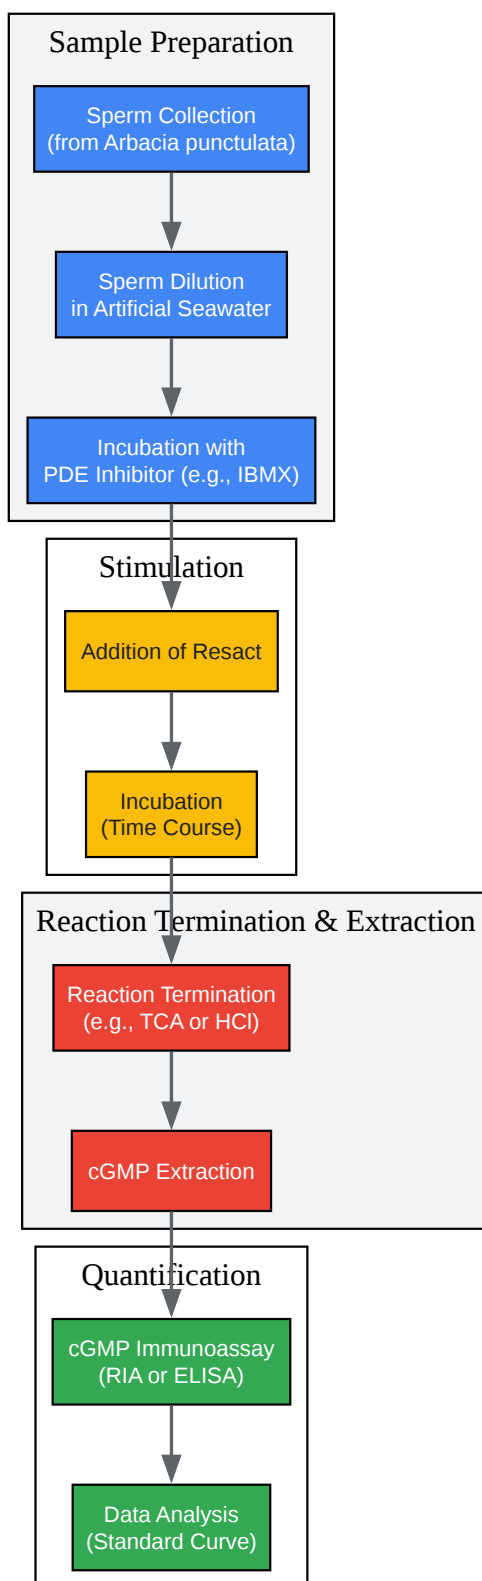 Sample Preparation
Sperm Collection
(from Arbacia punctulata)
Sperm Dilution
in Artificial Seawater
Incubation with
PDE Inhibitor (e.g., IBMX)
Stimulation
Addition of Resact
Incubation
(Time Course)
Reaction Termination & Extraction
Reaction Termination
(e.g., TCA or HCl)
cGMP Extraction
Quantification
cGMP Immunoassay
(RIA or ELISA)
Data Analysis
(Standard Curve)